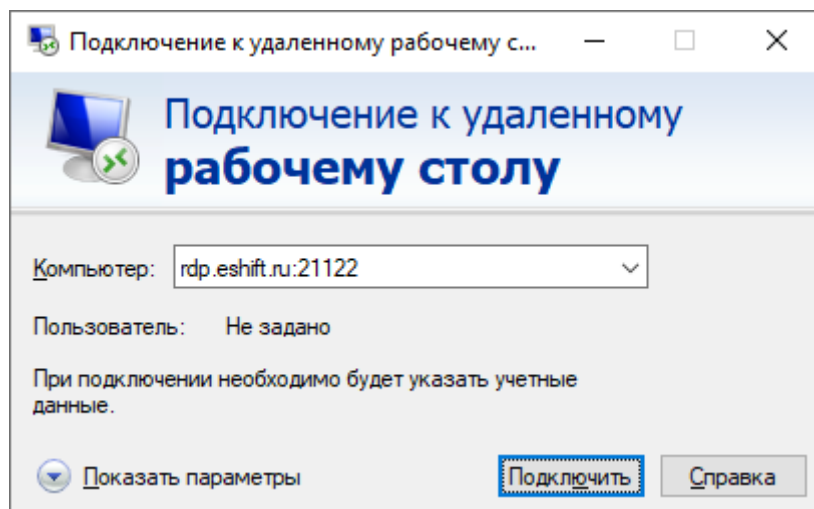 Подключение к удаленному рабочему с...
Подключение к удаленному
рабочему столу
Компьютер: rdp.eshift.ru:21122
Пользователь: Не задано
При подключении необходимо будет указать учетные
данные.
Показать параметры Подключить Справка